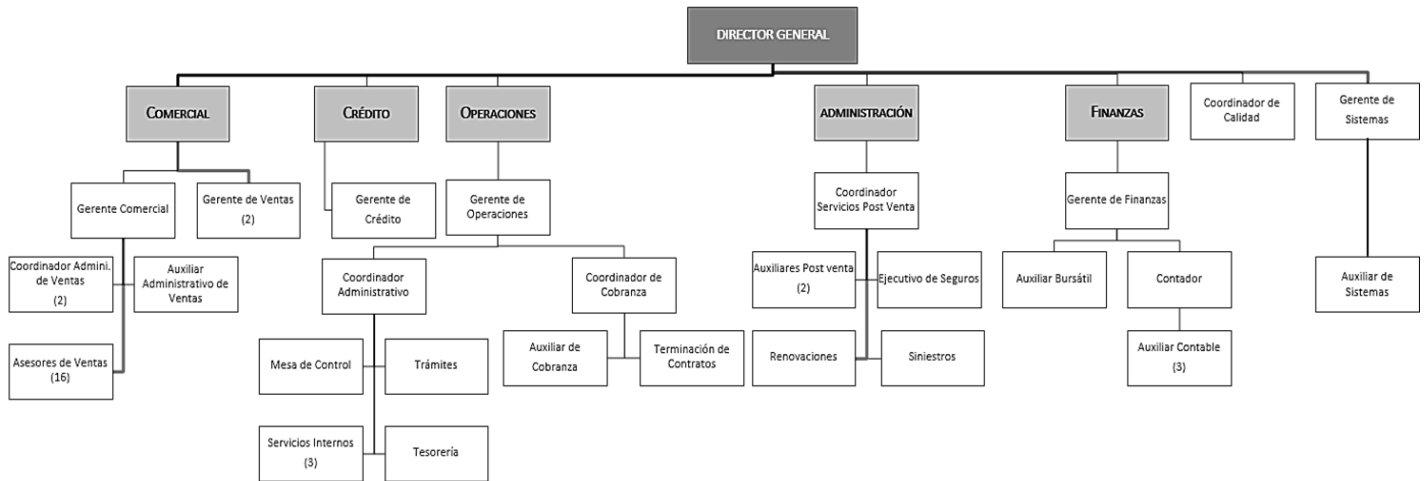 DIRECTOR GENERAL
COMERCIAL
CRÉDITO
OPERACIONES
ADMINISTRACIÓN
FINANZAS
Coordinador de
Calidad
Gerente de
Sistemas
Gerente Comercial
Gerente de Ventas
(2)
Gerente de
Crédito
Gerente de
Operaciones
Coordinador
Servicios Post Venta
Gerente de Finanzas
Coordinador Admini.
de Ventas
(2)
Auxiliar
Administrativo de
Ventas
Coordinador
Administrativo
Coordinador de
Cobranza
Auxiliares Post venta
(2)
Ejecutivo de Seguros
Auxiliar Bursátil
Contador
Auxiliar de
Sistemas
Asesores de Ventas
(16)
Mesa de Control
Trámites
Auxiliar de
Cobranza
Terminación de
Contratos
Renovaciones
Siniestros
Auxiliar Contable
(3)
Servicios Internos
(3)
Tesorería